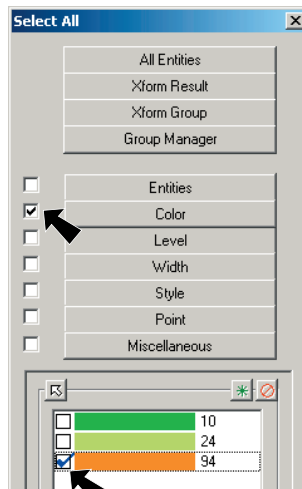 Select All
All Entities
Xform Result
Xform Group
Group Manager
Entities
Color
Level
Width
Style
Point
Miscellaneous
10
24
94